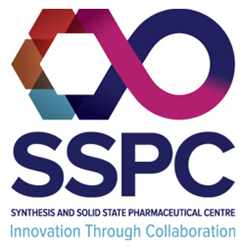 SSPC
SYNTHESIS AND SOLID STATE PHARMACEUTICAL CENTRE
Innovation Through Collaboration